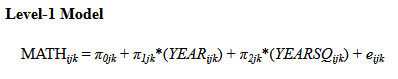 Level-1 Model
MATHijk = π0jk + π1jk*(YEARijk) + π2jk*(YEARSQijk) + eijk